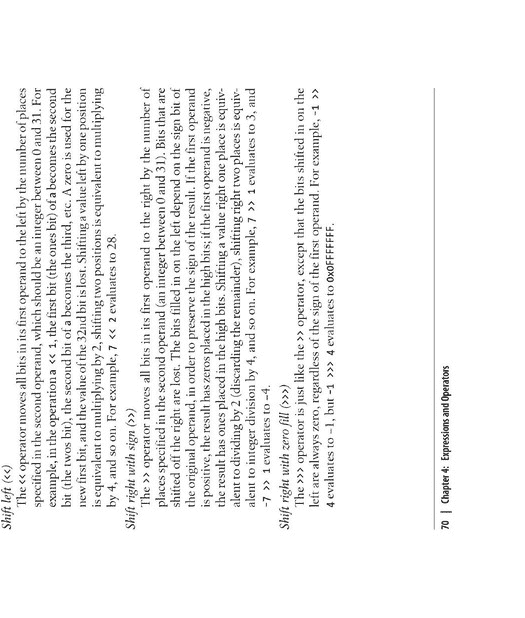 Shift left (<<)
The << operator moves all bits in its first operand to the left by the number of places
specified in the second operand, which should be an integer between 0 and 31. For
example, in the operation a << 1, the first bit (the ones bit) of a becomes the second
bit (the twos bit), the second bit of a becomes the third, etc. A zero is used for the
new first bit, and the value of the 32nd bit is lost. Shifting a value left by one position
is equivalent to multiplying by 2, shifting two positions is equivalent to multiplying
by 4, and so on. For example, 7 << 2 evaluates to 28.
Shift right with sign (>>)
The >> operator moves all bits in its first operand to the right by the number of
places specified in the second operand (an integer between 0 and 31). Bits that are
shifted off the right are lost. The bits filled in on the left depend on the sign bit of
the original operand, in order to preserve the sign of the result. If the first operand
is positive, the result has zeros placed in the high bits; if the first operand is negative,
the result has ones placed in the high bits. Shifting a value right one place is equiv-
alent to dividing by 2 (discarding the remainder), shifting right two places is equiv-
alent to integer division by 4, and so on. For example, 7 >> 1 evaluates to 3, and
-7 >> 1 evaluates to −4.
Shift right with zero fill (>>>)
The >>> operator is just like the >> operator, except that the bits shifted in on the
left are always zero, regardless of the sign of the first operand. For example, -1 >>
4 evaluates to −1, but -1 >>> 4 evaluates to 0x0FFFFFFF.
70 | Chapter 4: Expressions and Operators